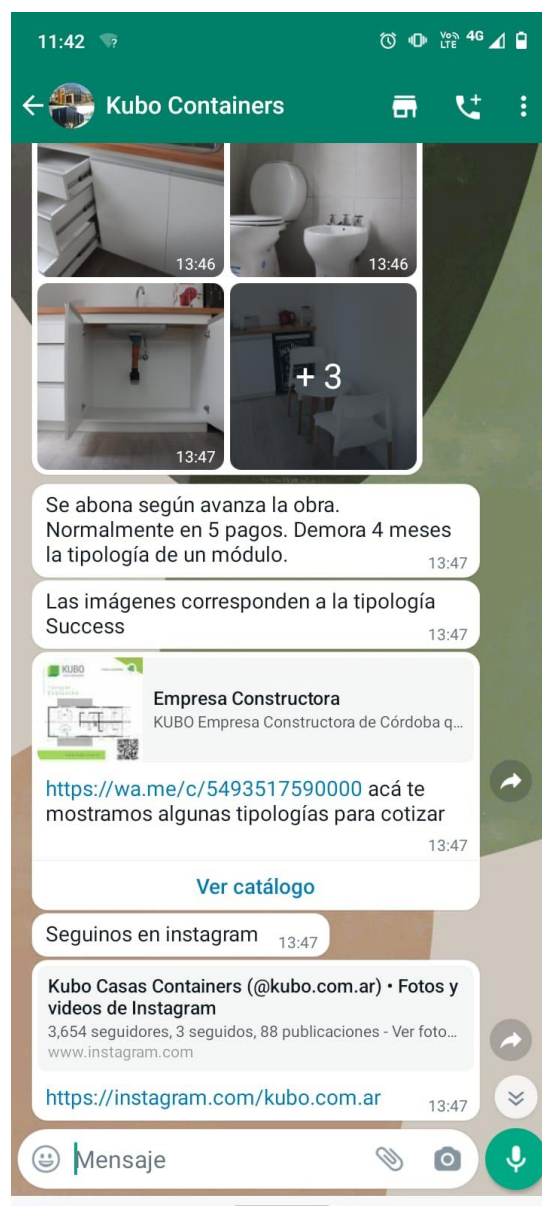 11:42
Vo LTE 4G
Kubo Containers
13:46
13:46
13:47
+ 3
Se abona según avanza la obra.
Normalmente en 5 pagos. Demora 4 meses
la tipología de un módulo.
13:47
Las imágenes corresponden a la tipología
Success
13:47
KUBO
Empresa Constructora
KUBO Empresa Constructora de Córdoba q...
https://wa.me/c/5493517590000 acá te
mostramos algunas tipologías para cotizar
13:47
Ver catálogo
Seguinos en instagram
13:47
Kubo Casas Containers (@kubo.com.ar) • Fotos y
videos de Instagram
3,654 seguidores, 3 seguidos, 88 publicaciones - Ver foto...
www.instagram.com
https://instagram.com/kubo.com.ar
13:47
Mensaje